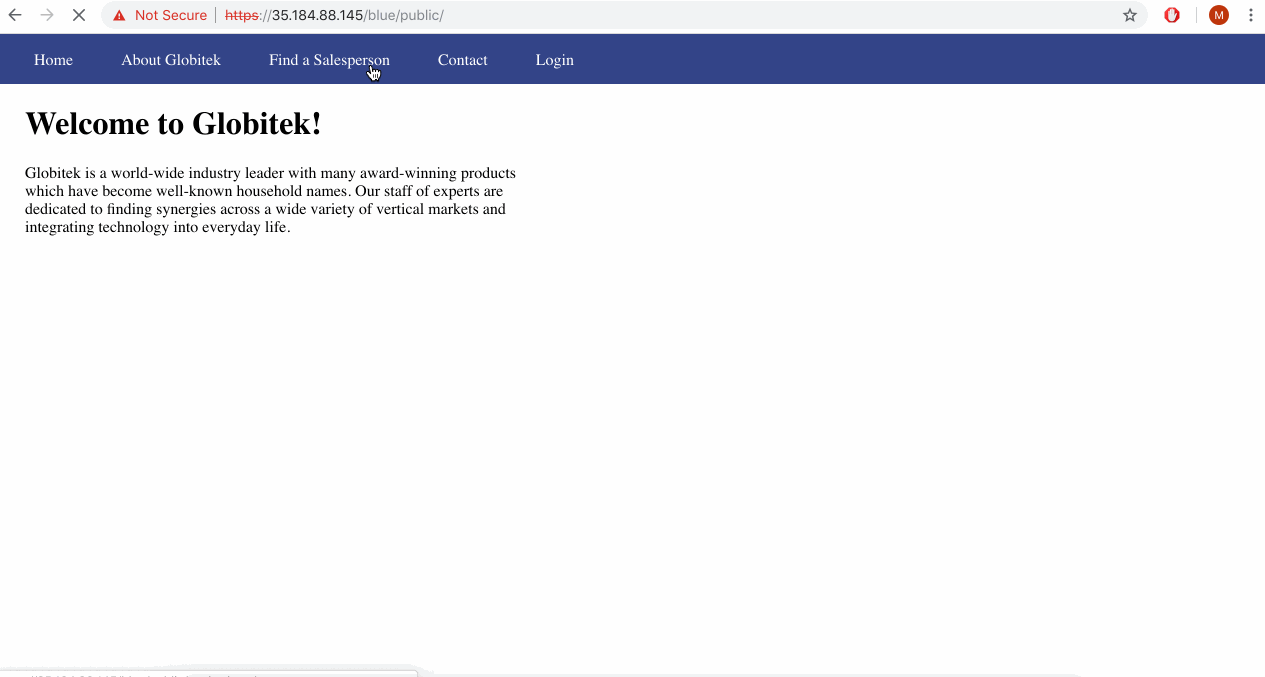 Not Secure | https://35.184.88.145/blue/public/
M
Home About Globitek Find a Salesperson Contact Login
Welcome to Globitek!
Globitek is a world-wide industry leader with many award-winning products
which have become well-known household names. Our staff of experts are
dedicated to finding synergies across a wide variety of vertical markets and
integrating technology into everyday life.